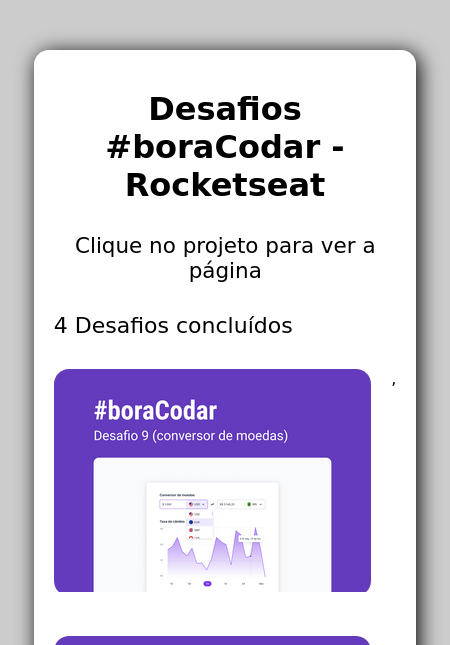 Desafios
#boraCodar -
Rocketseat
Clique no projeto para ver a
página
4 Desafios concluídos
,
#boraCodar
Desafio 9 (conversor de moedas)
Conversor de moedas
Taxa de câmbio